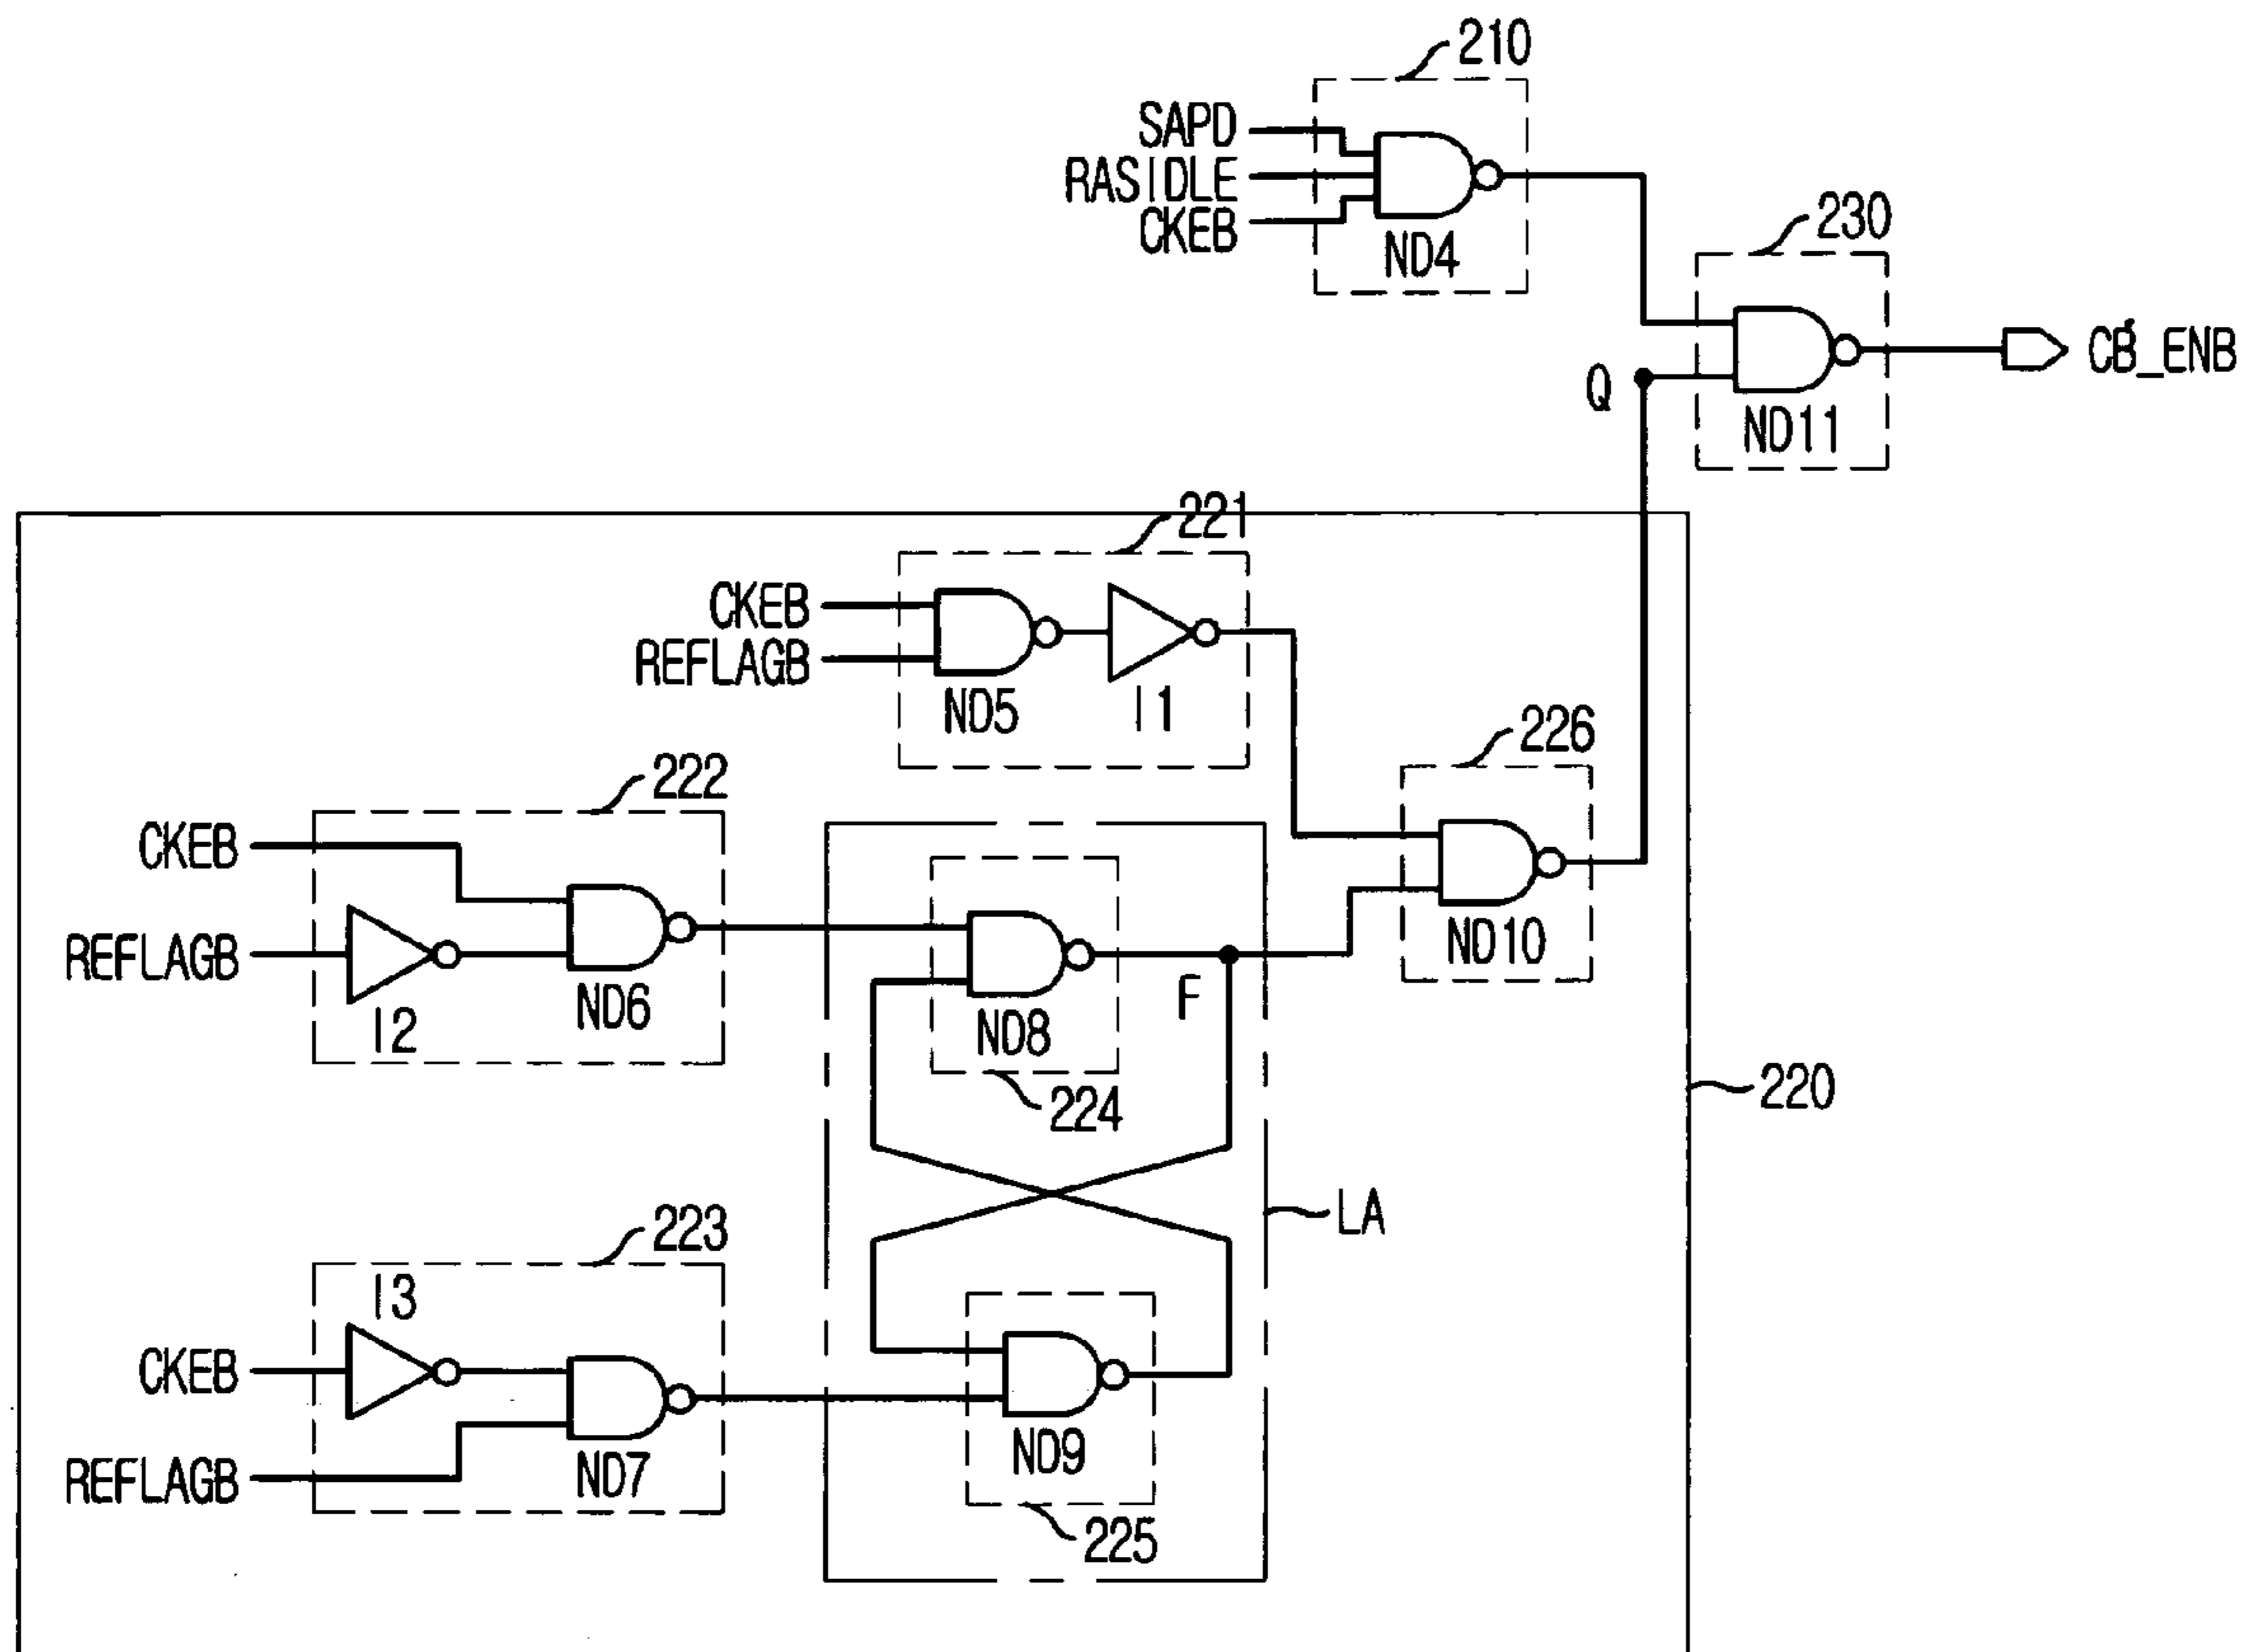 210
SAPD
RASIDLE
CKEB
ND4
230
CB_ENB
Q
ND11
221
CKEB
REFLAGB
ND5
I1
226
222
CKEB
REFLAGB
I2
ND6
ND8
F
ND10
224
220
LA
223
I3
CKEB
REFLAGB
ND7
ND9
225